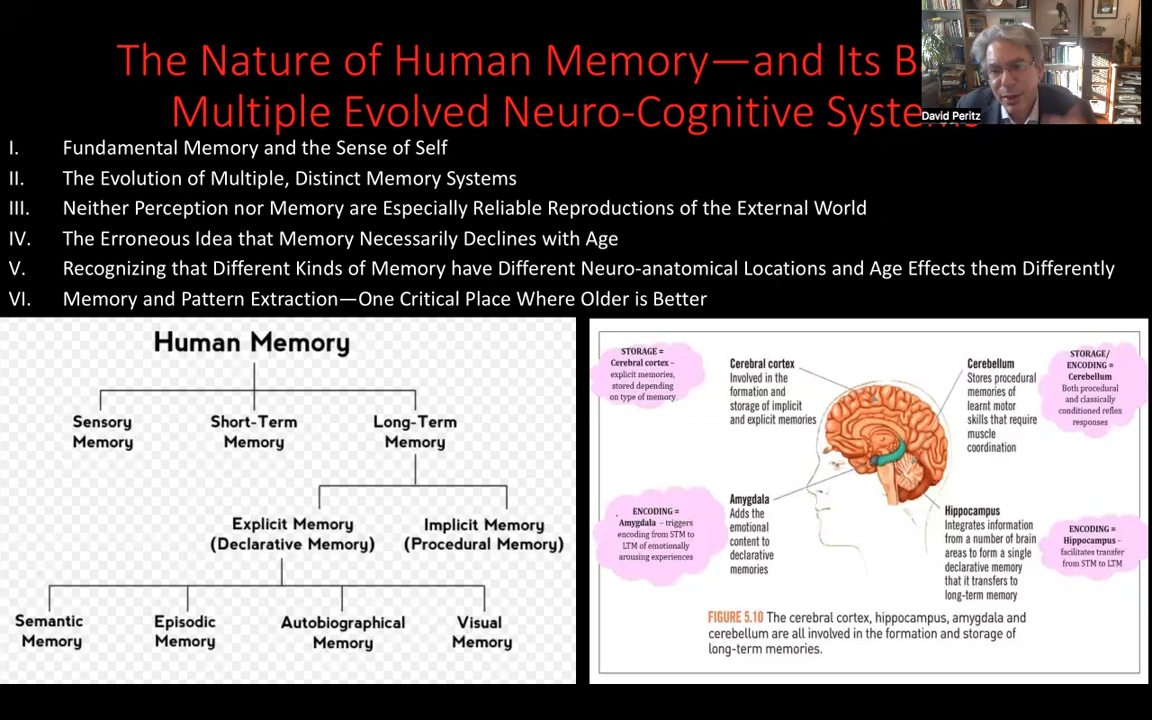 The Nature of Human Memory—and Its B
Multiple Evolved Neuro-Cognitive Systems
David Peritz
I. Fundamental Memory and the Sense of Self
II. The Evolution of Multiple, Distinct Memory Systems
III. Neither Perception nor Memory are Especially Reliable Reproductions of the External World
IV. The Erroneous Idea that Memory Necessarily Declines with Age
V. Recognizing that Different Kinds of Memory have Different Neuro-anatomical Locations and Age Effects them Differently
VI. Memory and Pattern Extraction—One Critical Place Where Older is Better
Human Memory
Sensory
Memory
Short-Term
Memory
Long-Term
Memory
Explicit Memory
(Declarative Memory)
Implicit Memory
(Procedural Memory)
Semantic
Memory
Episodic
Memory
Autobiographical
Memory
Visual
Memory
STORAGE =
Cerebral cortex –
explicit memories,
stored depending
on type of memory
Cerebral cortex
Involved in the
formation and
storage of implicit
and explicit memories
Cerebellum
Stores procedural
memories of
learnt motor
skills that require
muscle
coordination
STORAGE/
ENCODING =
Cerebellum
Both procedural
and classically
conditioned reflex
responses
ENCODING =
Amygdala – triggers
encoding from STM to
LTM of emotionally
arousing experiences
Amygdala
Adds the
emotional
content to
declarative
memories
Hippocampus
Integrates information
from a number of brain
areas to form a single
declarative memory
that it transfers to
long-term memory
ENCODING =
Hippocampus –
facilitates transfer
from STM to LTM
FIGURE 5.10 The cerebral cortex, hippocampus, amygdala and
cerebellum are all involved in the formation and storage of
long-term memories.